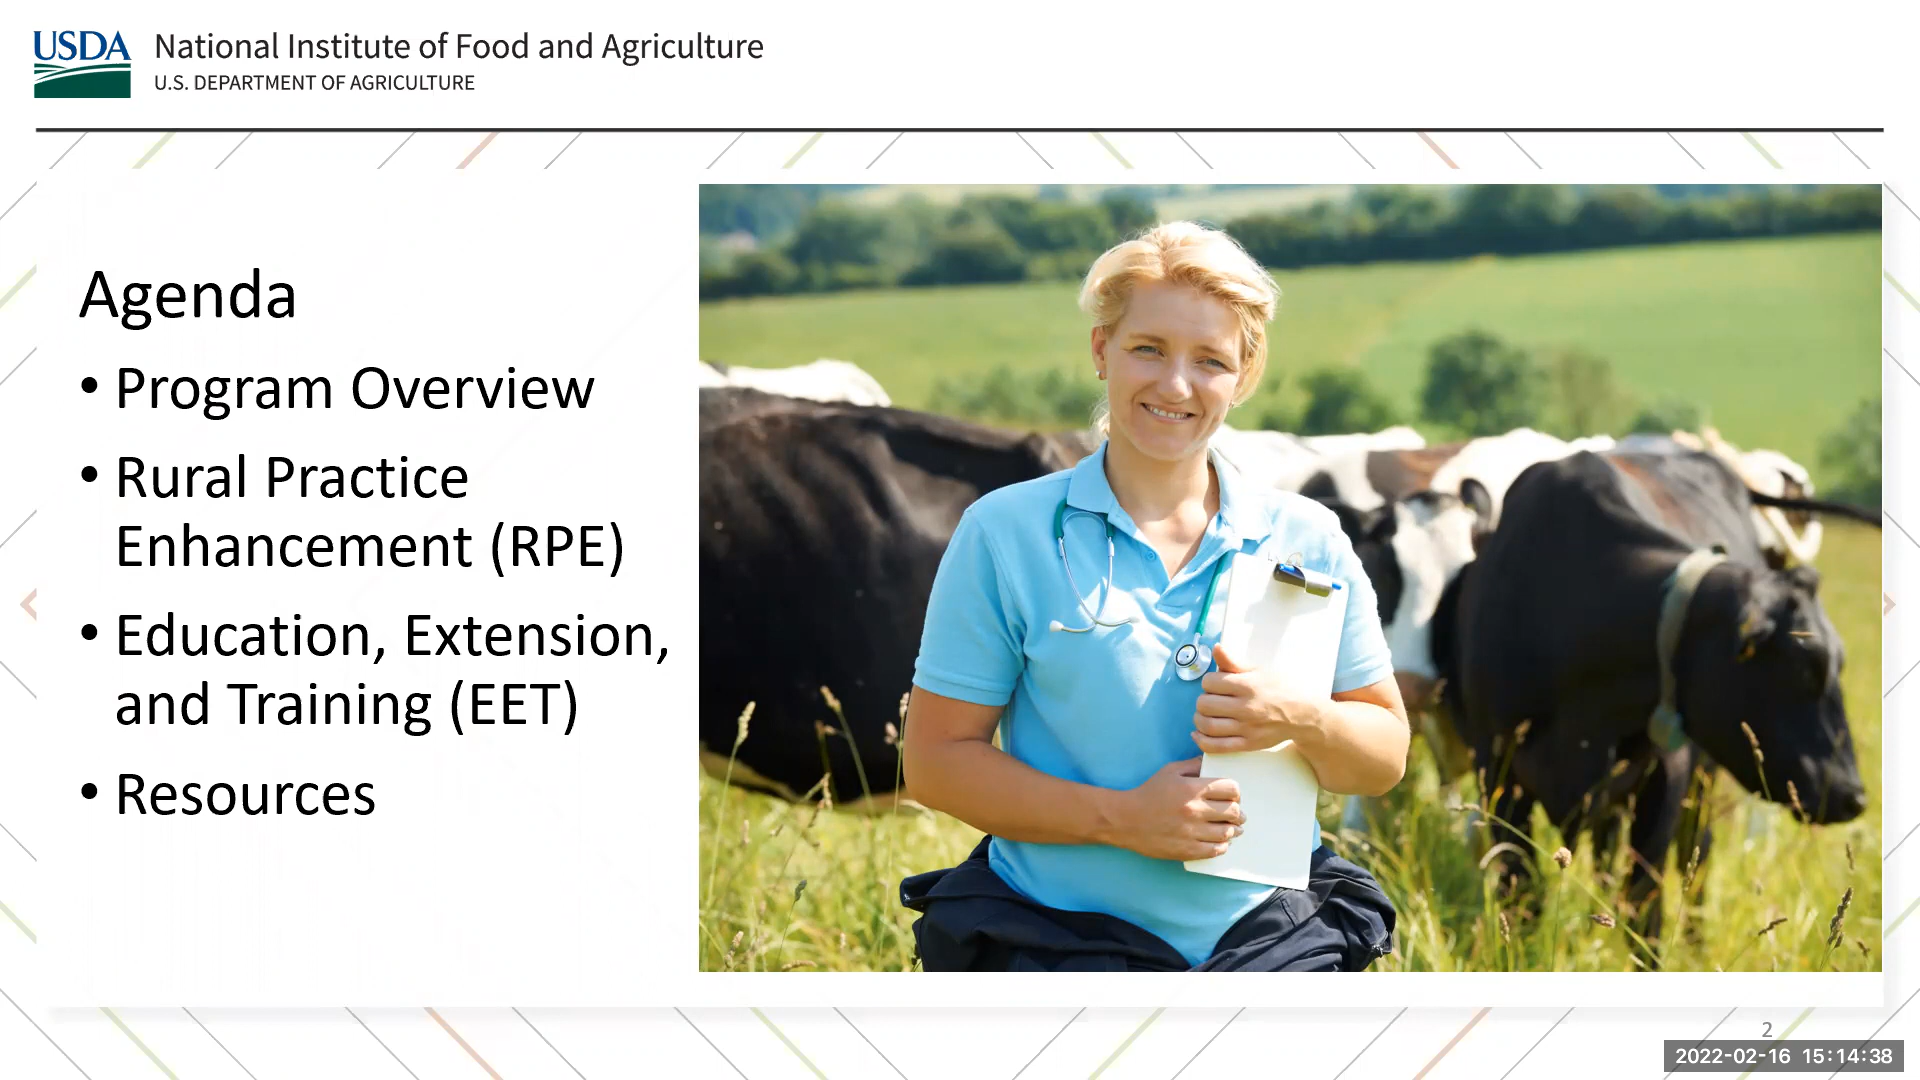 USDA
National Institute of Food and Agriculture
U.S. DEPARTMENT OF AGRICULTURE
Agenda
• Program Overview
• Rural Practice
Enhancement (RPE)
• Education, Extension,
and Training (EET)
• Resources
2
2022-02-16 15:14:38